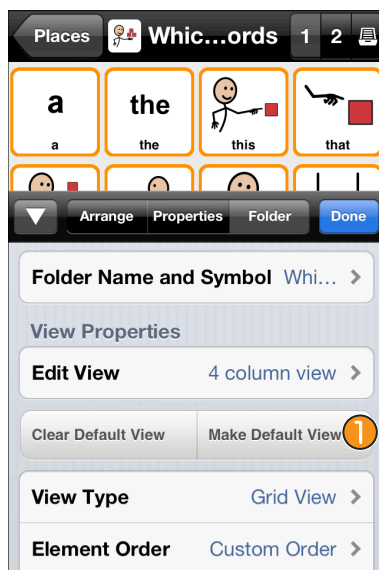 Places Whic...ords 1 2
a the
a the this that
Arrange Properties Folder Done
Folder Name and Symbol Whi...
View Properties
Edit View 4 column view
Clear Default View Make Default View 1
View Type Grid View
Element Order Custom Order